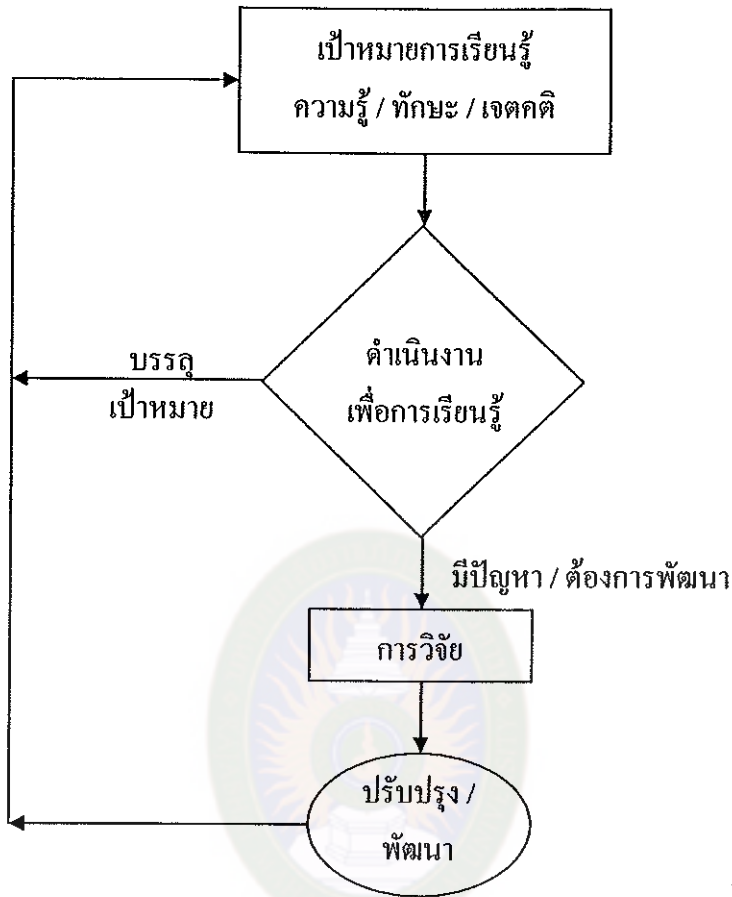 เป้าหมายการเรียนรู้
ความรู้ / ทักษะ / เจตคติ
ดำเนินงาน
เพื่อการเรียนรู้
บรรลุ
เป้าหมาย
มีปัญหา / ต้องการพัฒนา
การวิจัย
ปรับปรุง /
พัฒนา